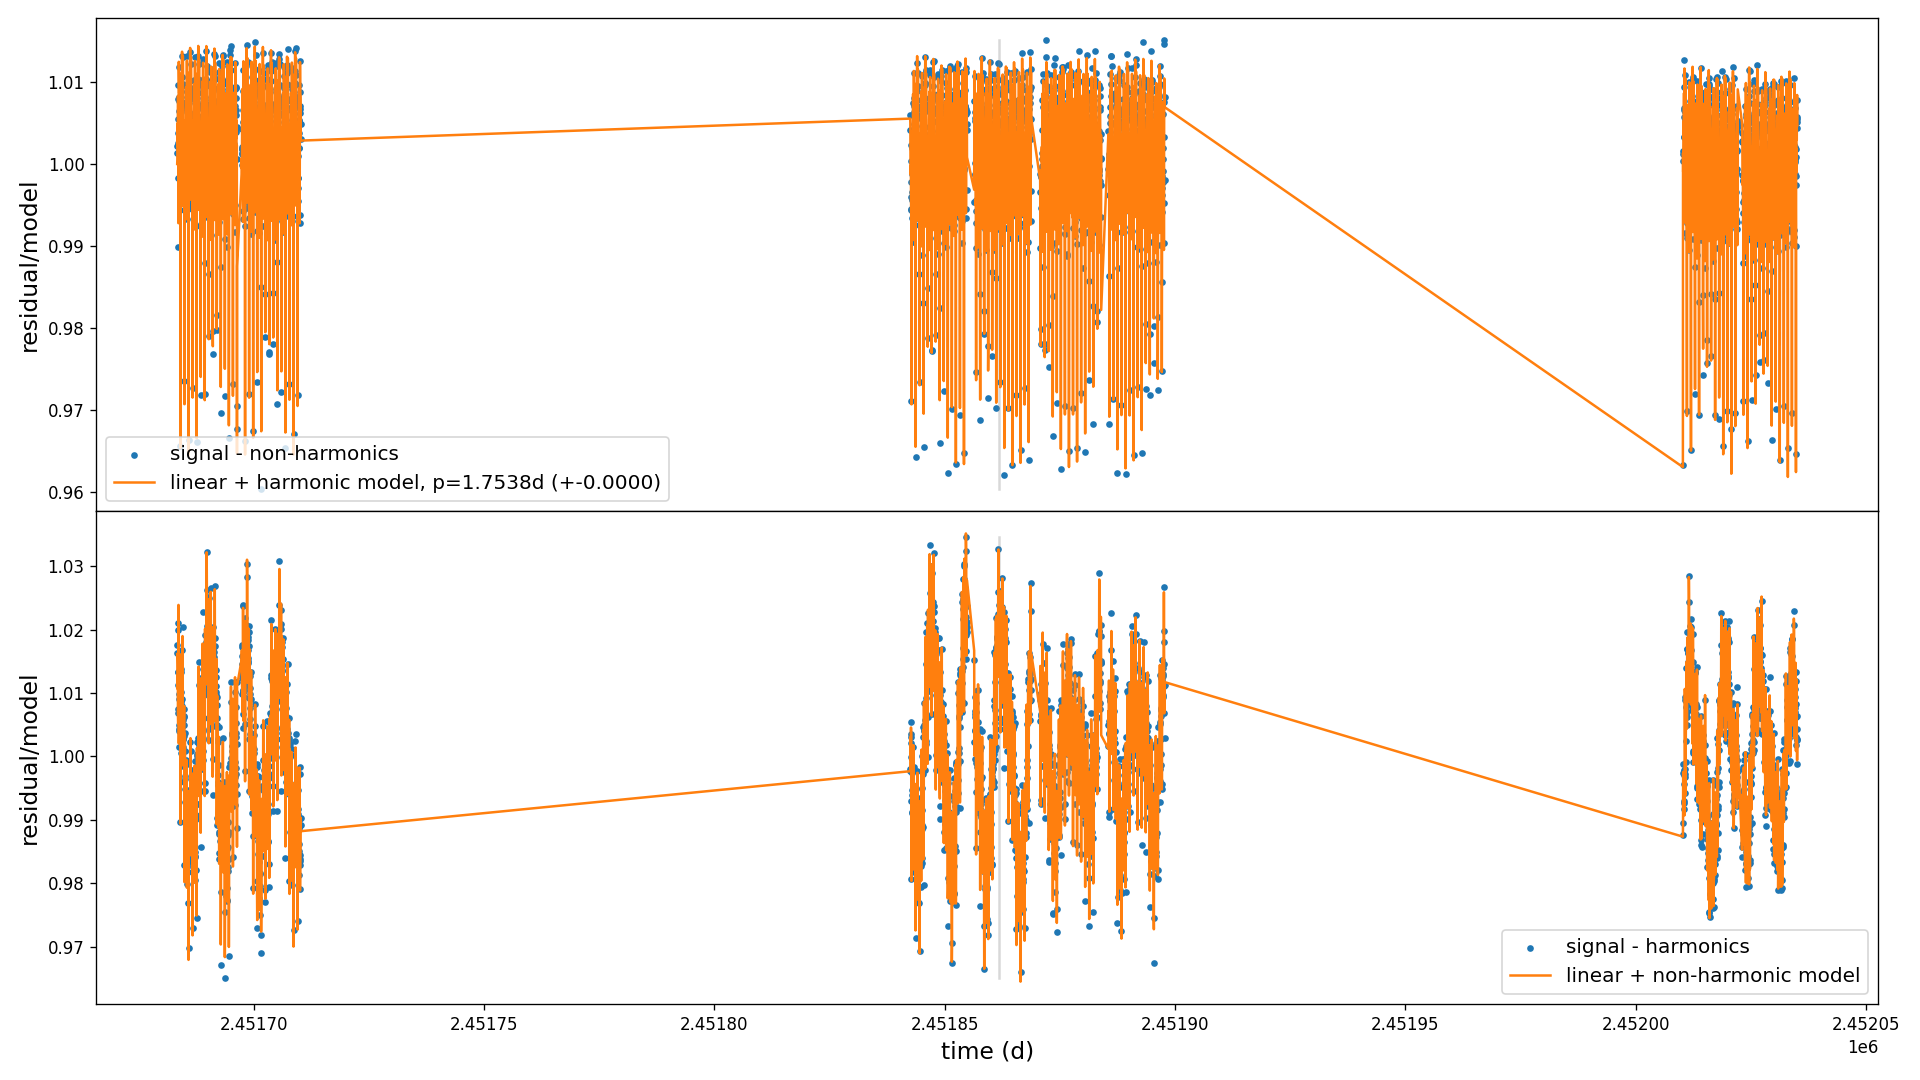 1.01
1.00
0.99
0.98
0.97
0.96
residual/model
signal - non-harmonics
linear + harmonic model, p=1.7538d (+-0.0000)
1.03
1.02
1.01
1.00
0.99
0.98
0.97
residual/model
signal - harmonics
linear + non-harmonic model
2.45170 2.45175 2.45180 2.45185 2.45190 2.45195 2.45200 2.45205
time (d)
1e6